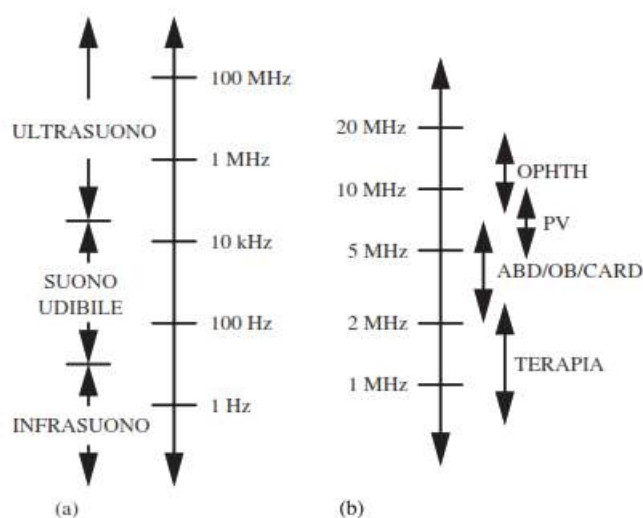 100 MHz
ULTRASUONO
1 MHz
10 kHz
SUONO
UDIBILE
100 Hz
1 Hz
INFRASUONO
(a)
20 MHz
OPHTH
10 MHz
PV
5 MHz
ABD/OB/CARD
2 MHz
TERAPIA
1 MHz
(b)